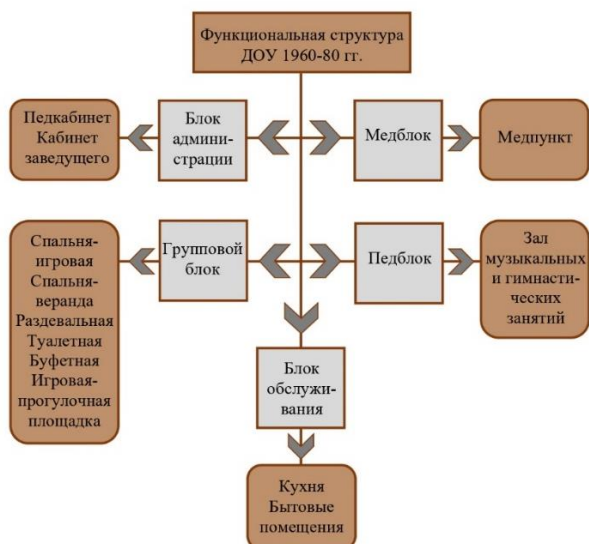 Функциональная структура
ДОУ 1960-80 гг.
Педкабинет
Кабинет
заведущего
Блок
админи-
страции
Медблок
Медпункт
Спальня-
игровая
Спальня-
веранда
Раздевальная
Туалетная
Буфетная
Игровая-
прогулочная
площадка
Групповой
блок
Педблок
Зал
музыкальных
и гимнасти-
ческих
занятий
Блок
обслужи-
вания
Кухня
Бытовые
помещения